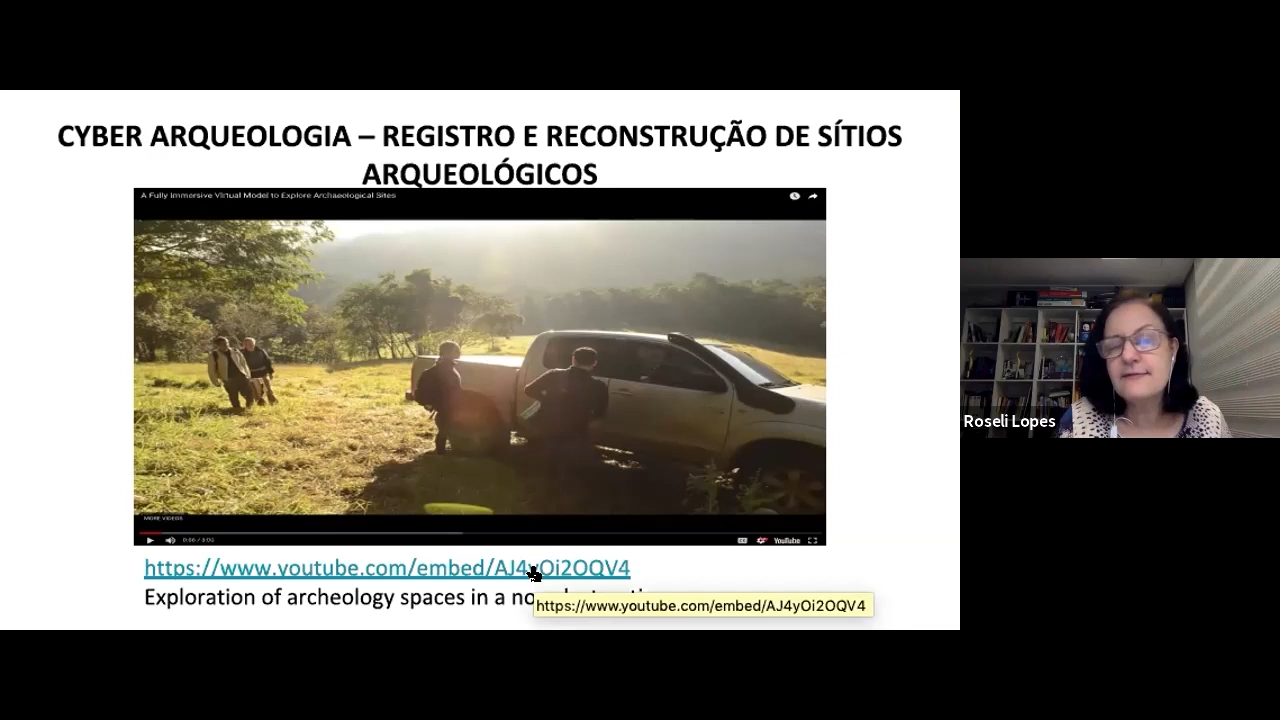 CYBER ARQUEOLOGIA – REGISTRO E RECONSTRUÇÃO DE SÍTIOS
ARQUEOLÓGICOS
A Fully Immersive Virtual Model to Explore Archaeological Sites
MORE VIDEOS
YouTube
https://www.youtube.com/embed/AJ4yOi2OQV4
Exploration of archeology spaces in a
https://www.youtube.com/embed/AJ4yOi2OQV4
Roseli Lopes